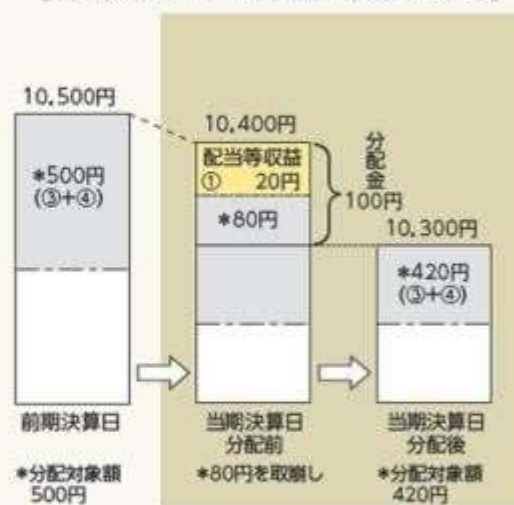 10,500円
*500円
(③+④)
前期決算日
*分配対象額
500円
10,400円
配当等収益
① 20円
*80円
分配金
100円
当期決算日
分配前
*80円を取崩し
10,300円
*420円
(③+④)
当期決算日
分配後
*分配対象額
420円